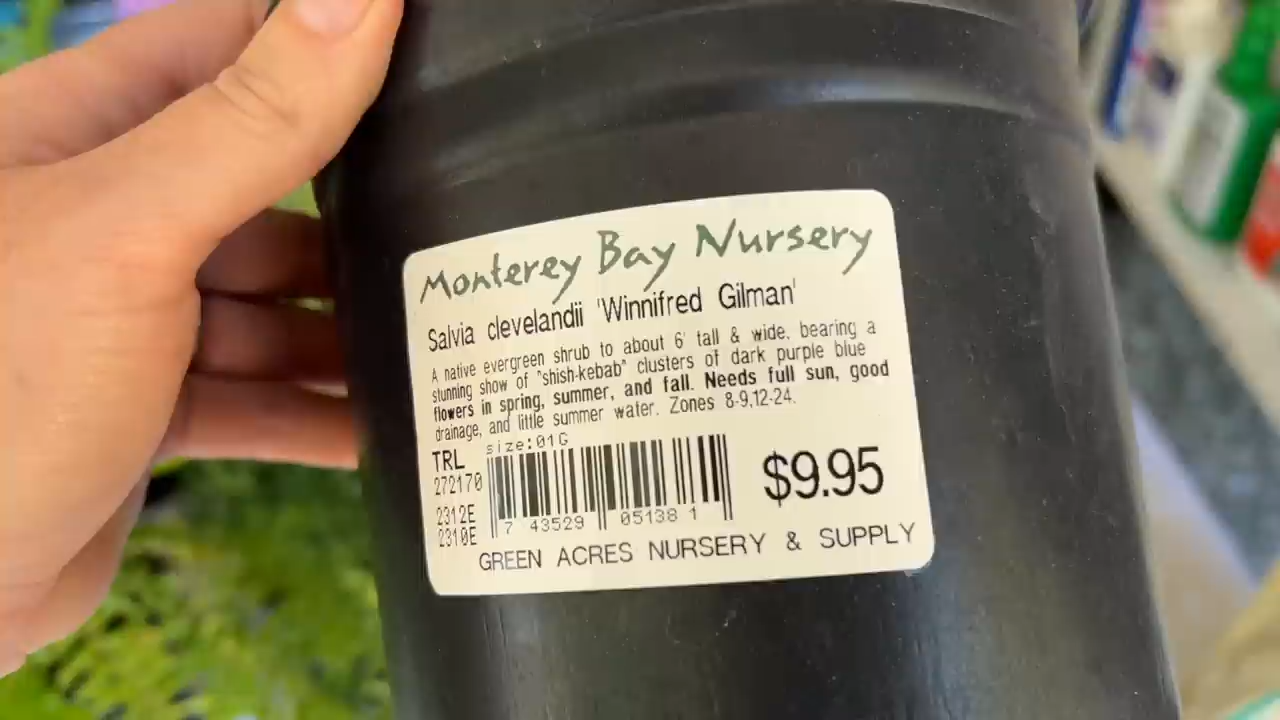 Monterey Bay Nursery
Salvia clevelandii 'Winnifred Gilman'
A native evergreen shrub to about 6' tall & wide, bearing a
stunning show of "shish-kebab" clusters of dark purple blue
flowers in spring, summer, and fall. Needs full sun, good
drainage, and little summer water. Zones 8-9,12-24.
size:01G
TRL
272170
2312E
2310E
7 43529 05138 1
$9.95
GREEN ACRES NURSERY & SUPPLY